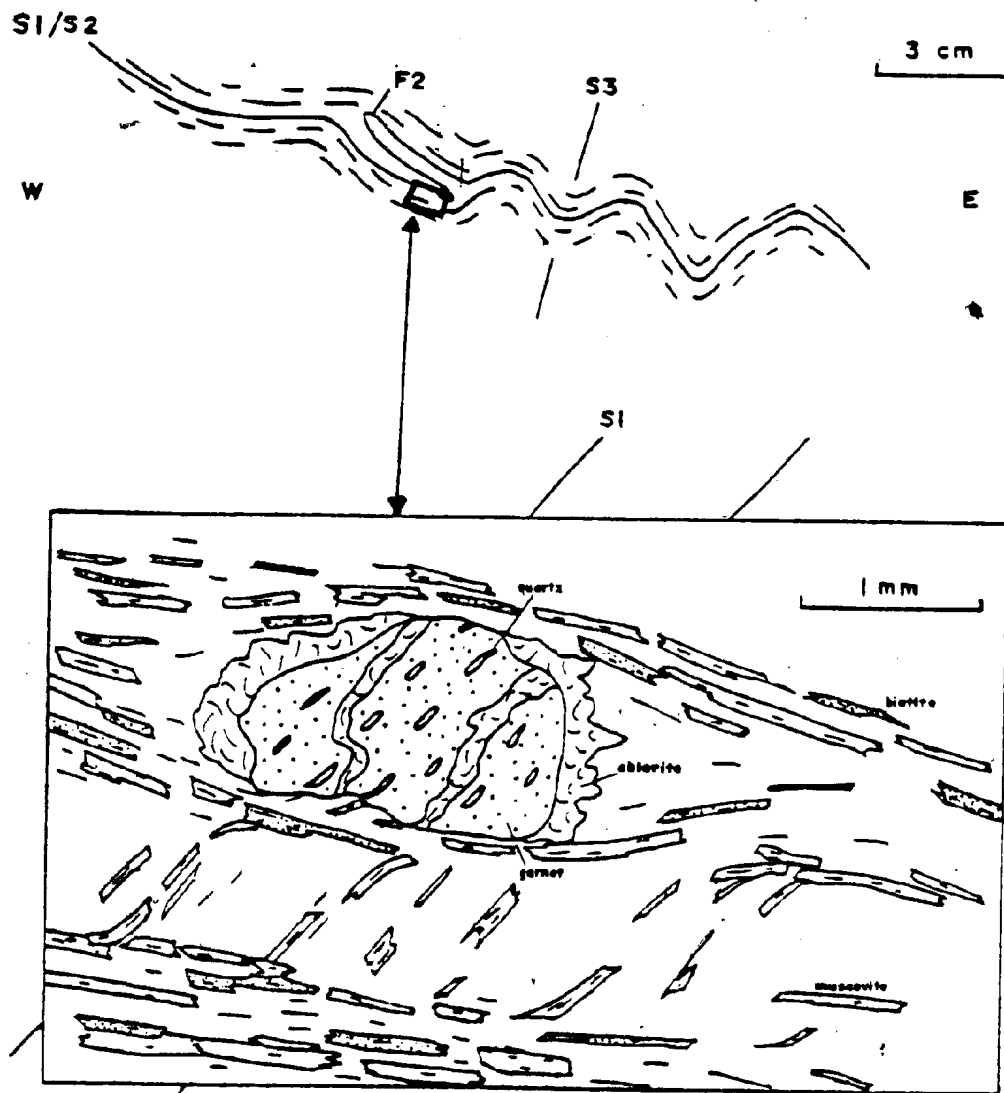 S1/S2
3 cm
F2
S3
W
E
S1
quartz
1 mm
biotite
chlorite
garnet
muscovite